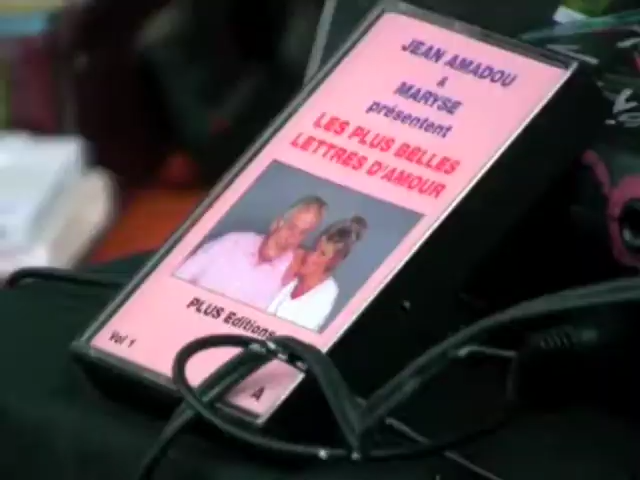 JEAN AMADOU
&
MARYSE
présentent
LES PLUS BELLES
LETTRES D'AMOUR
PLUS Editions
Vol 1
A